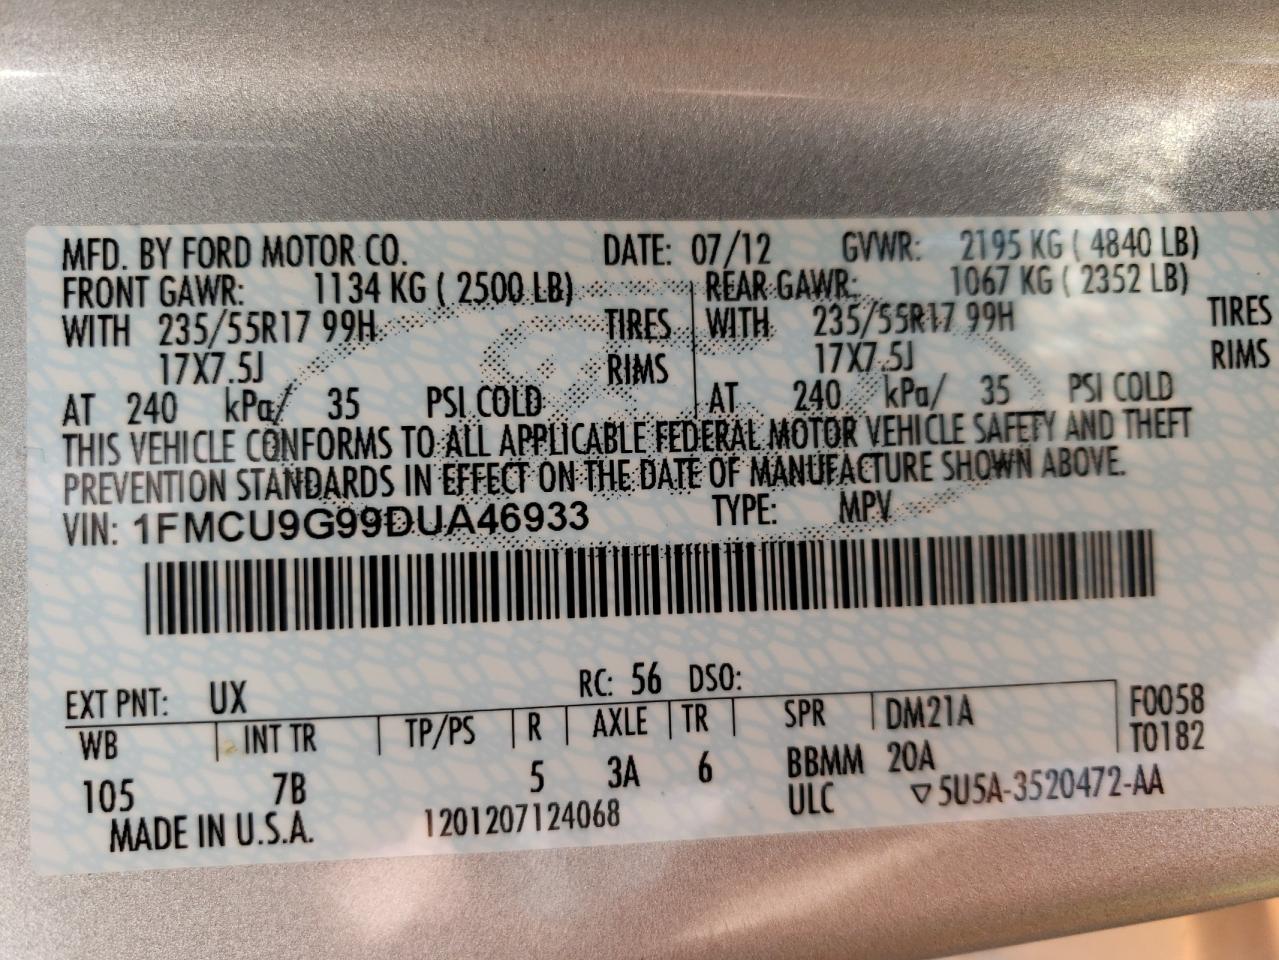 MFD. BY FORD MOTOR CO. DATE: 07/12 GVWR: 2195 KG ( 4840 LB)
FRONT GAWR: 1134 KG ( 2500 LB) REAR GAWR: 1067 KG ( 2352 LB)
WITH 235/55R17 99H TIRES WITH 235/55R17 99H TIRES
17X7.5J RIMS 17X7.5J RIMS
AT 240 kPa/ 35 PSI COLD AT 240 kPa/ 35 PSI COLD
THIS VEHICLE CONFORMS TO ALL APPLICABLE FEDERAL MOTOR VEHICLE SAFETY AND THEFT
PREVENTION STANDARDS IN EFFECT ON THE DATE OF MANUFACTURE SHOWN ABOVE.
VIN: 1FMCU9G99DUA46933 TYPE: MPV
EXT PNT: UX RC: 56 DSO:
WB INT TR TP/PS R AXLE TR SPR DM21A F0058
T0182
105 7B 5 3A 6 BBMM 20A
ULC ▽5U5A-3520472-AA
MADE IN U.S.A. 1201207124068